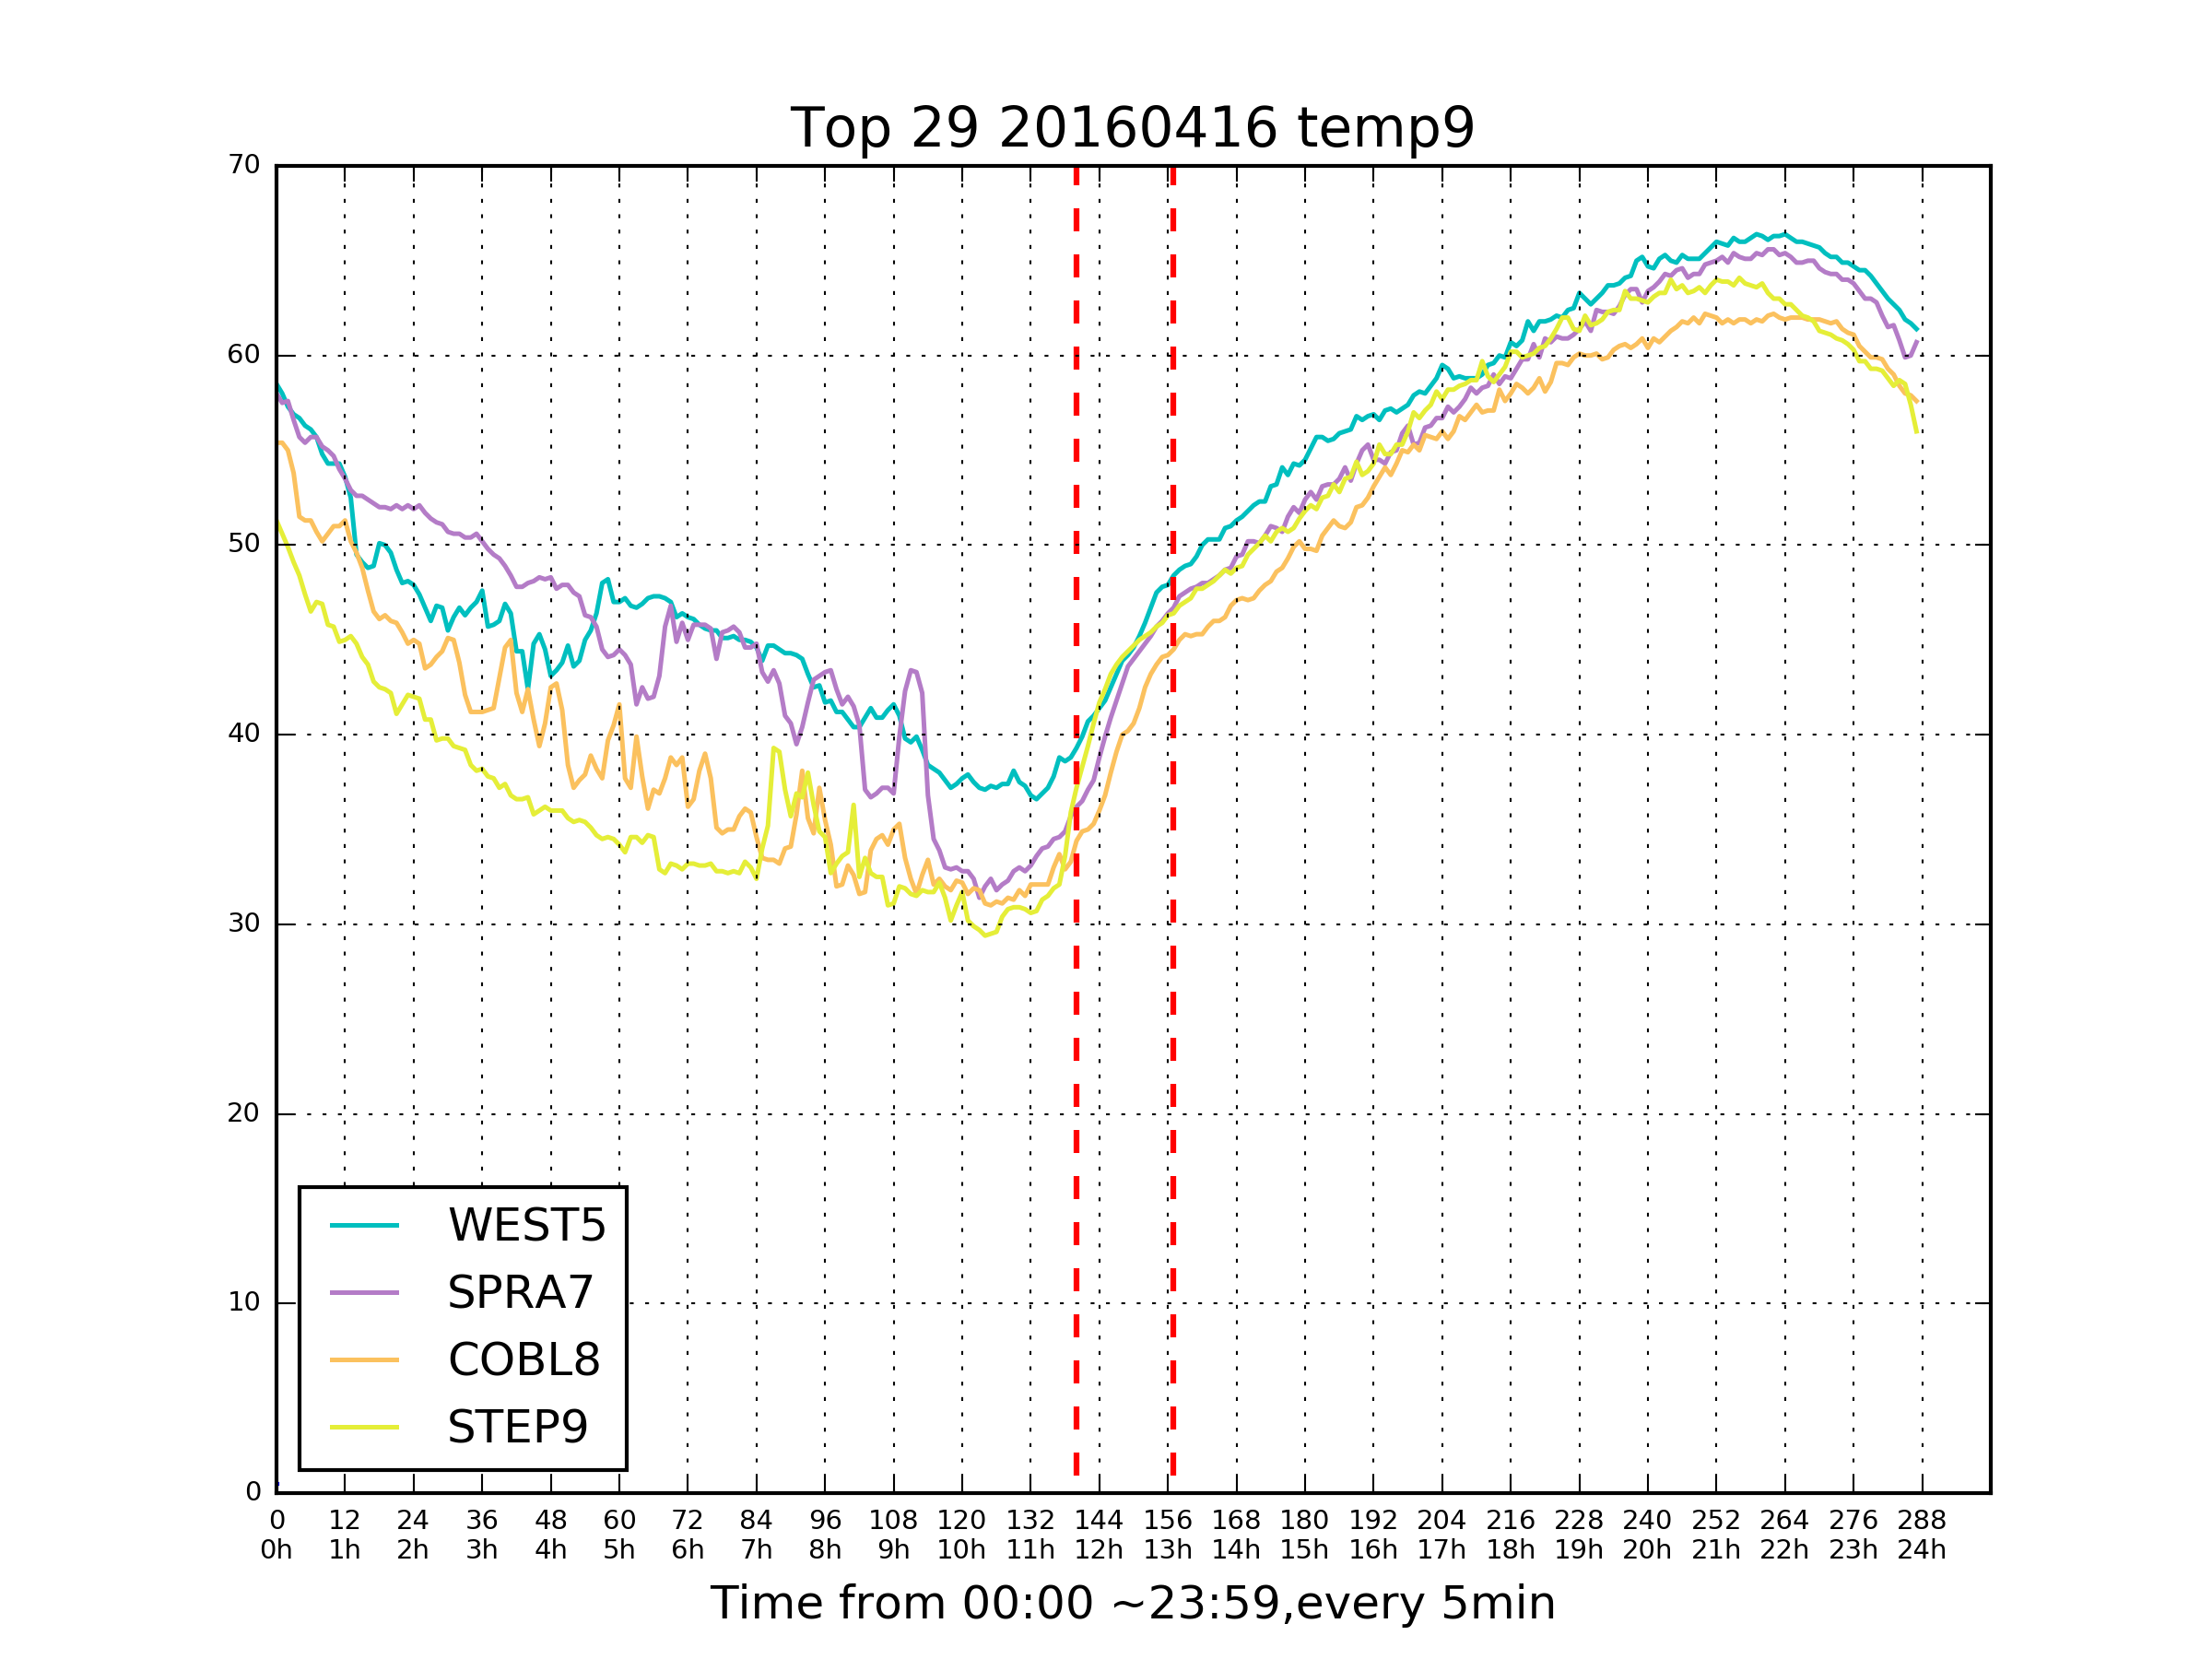 Top 29 20160416 temp9
70
60
50
40
30
20
10
0
WEST5
SPRA7
COBL8
STEP9
0 12 24 36 48 60 72 84 96 108 120 132 144 156 168 180 192 204 216 228 240 252 264 276 288
0h 1h 2h 3h 4h 5h 6h 7h 8h 9h 10h 11h 12h 13h 14h 15h 16h 17h 18h 19h 20h 21h 22h 23h 24h
Time from 00:00 ~23:59,every 5min